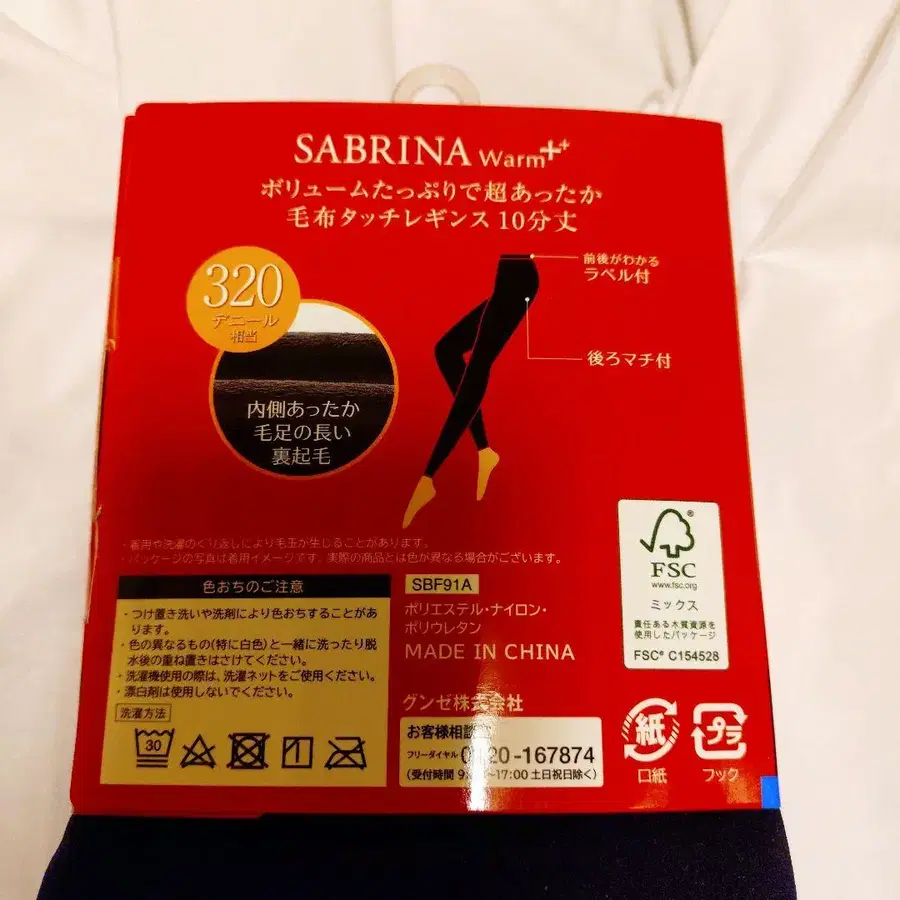 SABRINA Warm++
ボリュームたっぷりで超あったか
毛布タッチレギンス 10分丈
320
デニール
相当
内側あったか
毛足の長い
裏起毛
前後がわかる
ラベル付
後ろマチ付
・着用や洗濯のくり返しにより毛玉が生じることがあります。
・パッケージの写真は着用イメージです。実際の商品とは色が異なる場合がございます。
色おちのご注意
・つけ置き洗いや洗剤により色おちすることがあ
ります。
・色の異なるもの(特に白色)と一緒に洗ったり脱
水後の重ね置きはさけてください。
・洗濯機使用の際は、洗濯ネットをご使用ください。
・漂白剤は使用しないでください。
洗濯方法
30
SBF91A
ポリエステル・ナイロン・
ポリウレタン
MADE IN CHINA
グンゼ株式会社
お客様相談
フリーダイヤル 0120-167874
(受付時間 9:00~17:00 土日祝日除く)
FSC
www.fsc.org
ミックス
責任ある木質資源を
使用したパッケージ
FSC® C154528
紙
口紙
プラ
フック